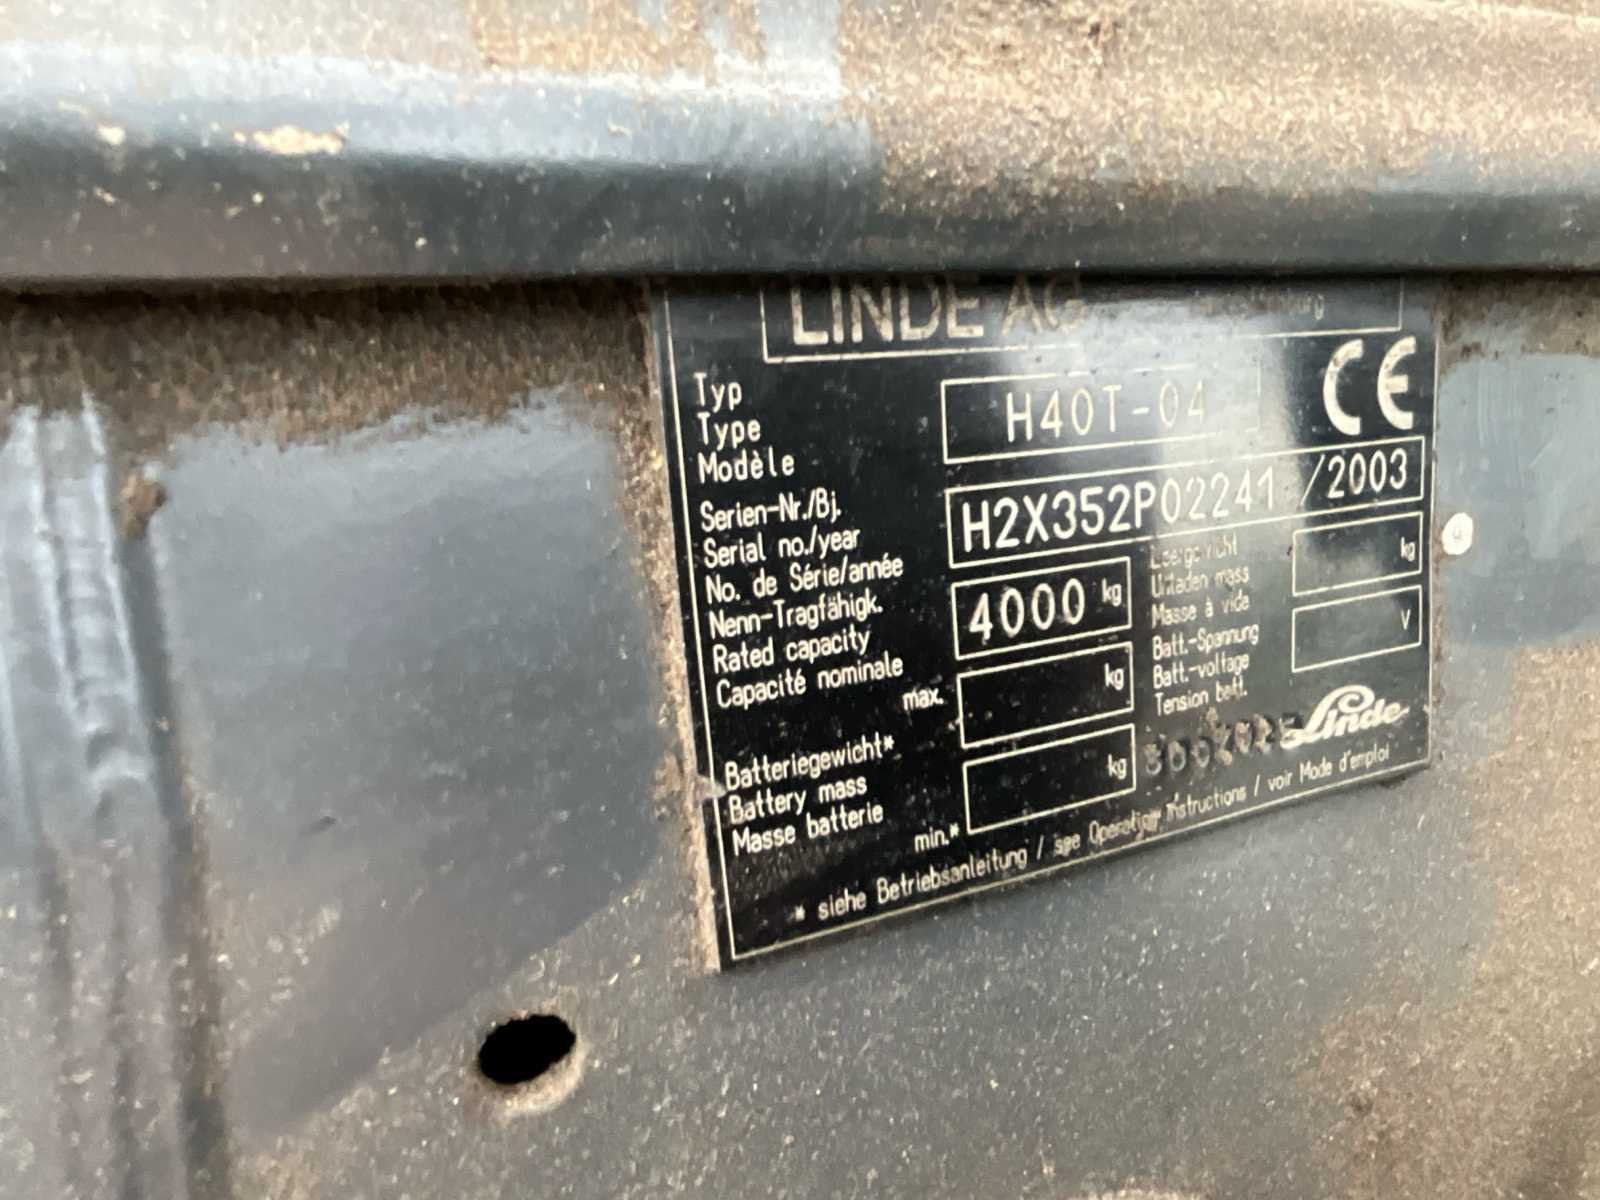 LINDE AG
Typ
Type
Modèle
H40T-04
CE
Serien-Nr./Bj.
Serial no./year
No. de Série/année
H2X352P02241 /2003
Nenn-Tragfähigk.
Rated capacity
Capacité nominale
4000 kg
Leergewicht
Unladen mass
Masse à vide
kg
Batt.-Spannung
Batt.-voltage
Tension batt.
V
max.
kg
Batteriegewicht*
Battery mass
Masse batterie
min.*
kg
Linde
* siehe Betriebsanleitung / see Operating instructions / voir Mode d'emploi